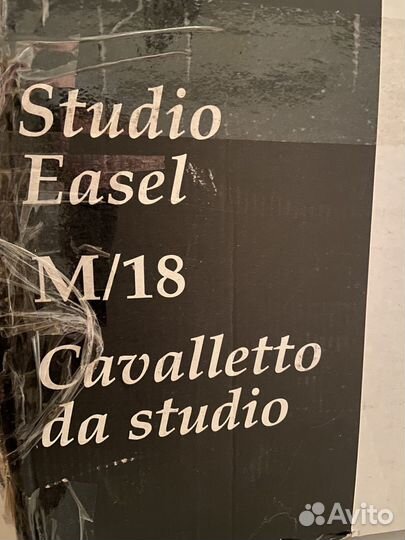 Studio
Easel
M/18
Cavalletto
da studio
Avito